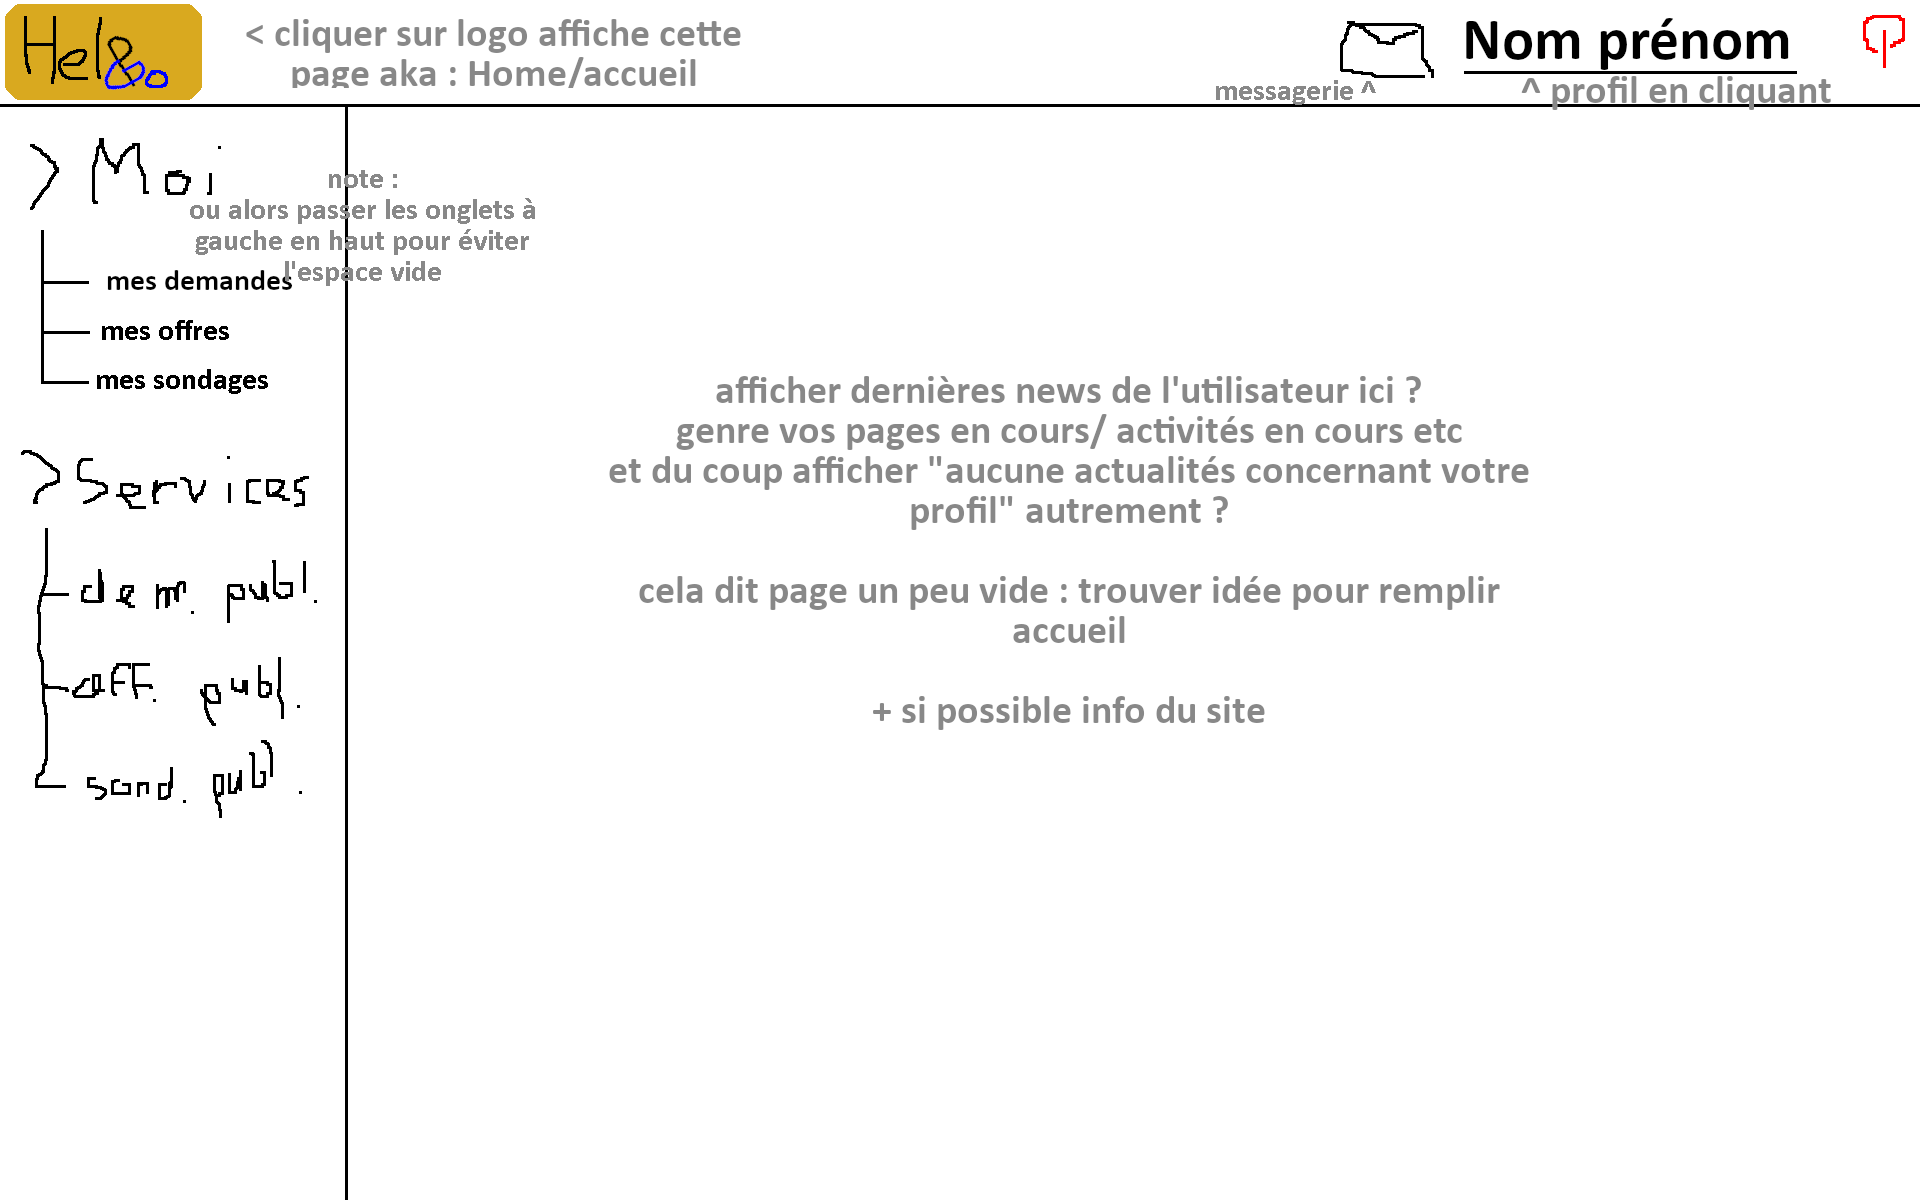 Hel&o
< cliquer sur logo affiche cette
page aka : Home/accueil
Nom prénom
messagerie ^
^ profil en cliquant
> Moi
note :
ou alors passer les onglets à
gauche en haut pour éviter
l'espace vide
mes demandes
mes offres
mes sondages
> Services
dem. publ.
off. publ.
sond. publ.
afficher dernières news de l'utilisateur ici ?
genre vos pages en cours/ activités en cours etc
et du coup afficher "aucune actualités concernant votre
profil" autrement ?
cela dit page un peu vide : trouver idée pour remplir
accueil
+ si possible info du site